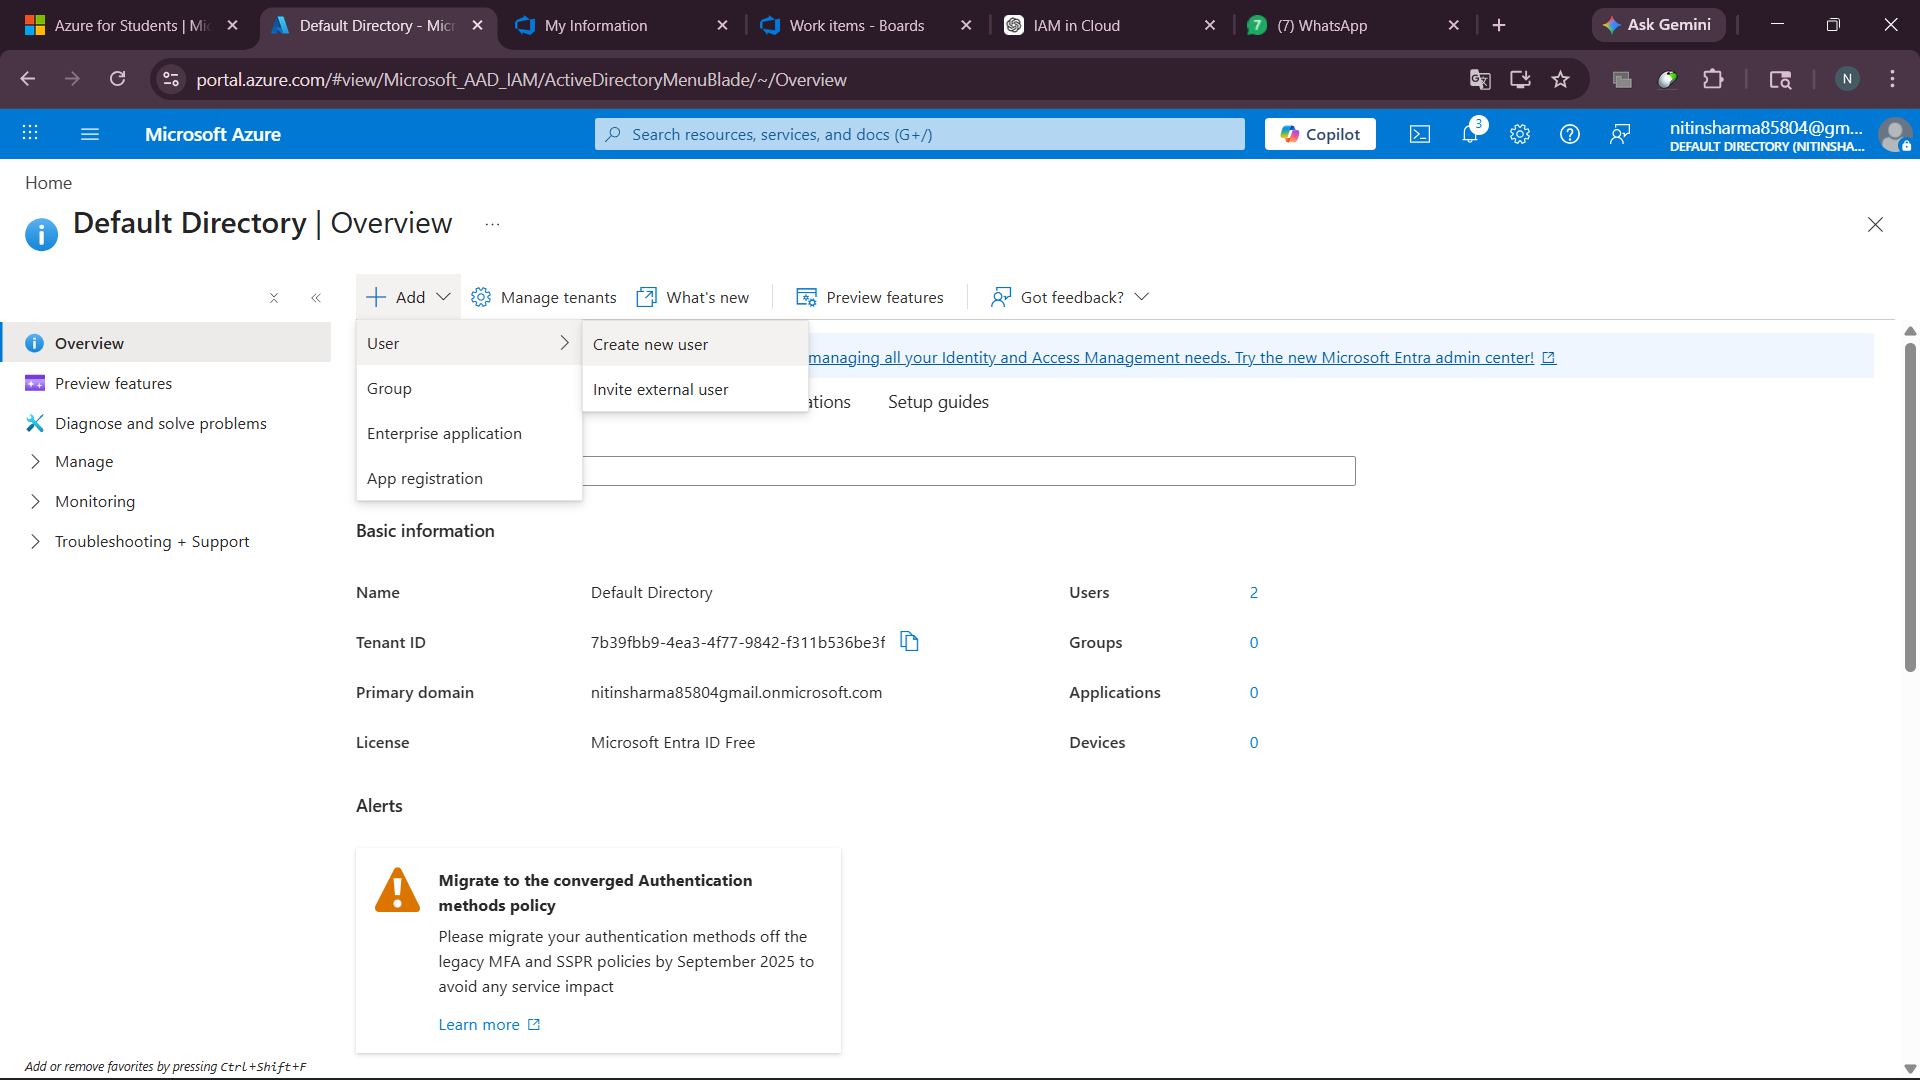 Azure for Students | Mic
Default Directory - Micr
My Information
Work items - Boards
IAM in Cloud
7
(7) WhatsApp
Ask Gemini
portal.azure.com/#view/Microsoft_AAD_IAM/ActiveDirectoryMenuBlade/~/Overview
N
Microsoft Azure
Search resources, services, and docs (G+/)
Copilot
3
nitinsharma85804@gm...
DEFAULT DIRECTORY (NITINSHA...
Home
Default Directory | Overview
...
Add
Manage tenants
What's new
Preview features
Got feedback?
Overview
Preview features
Diagnose and solve problems
Manage
Monitoring
Troubleshooting + Support
User
Group
Enterprise application
App registration
Create new user
Invite external user
managing all your Identity and Access Management needs. Try the new Microsoft Entra admin center!
Setup guides
Basic information
Name Default Directory Users 2
Tenant ID 7b39fbb9-4ea3-4f77-9842-f311b536be3f Groups 0
Primary domain nitinsharma85804gmail.onmicrosoft.com Applications 0
License Microsoft Entra ID Free Devices 0
Alerts
Migrate to the converged Authentication
methods policy
Please migrate your authentication methods off the
legacy MFA and SSPR policies by September 2025 to
avoid any service impact
Learn more
Add or remove favorites by pressing Ctrl+Shift+F